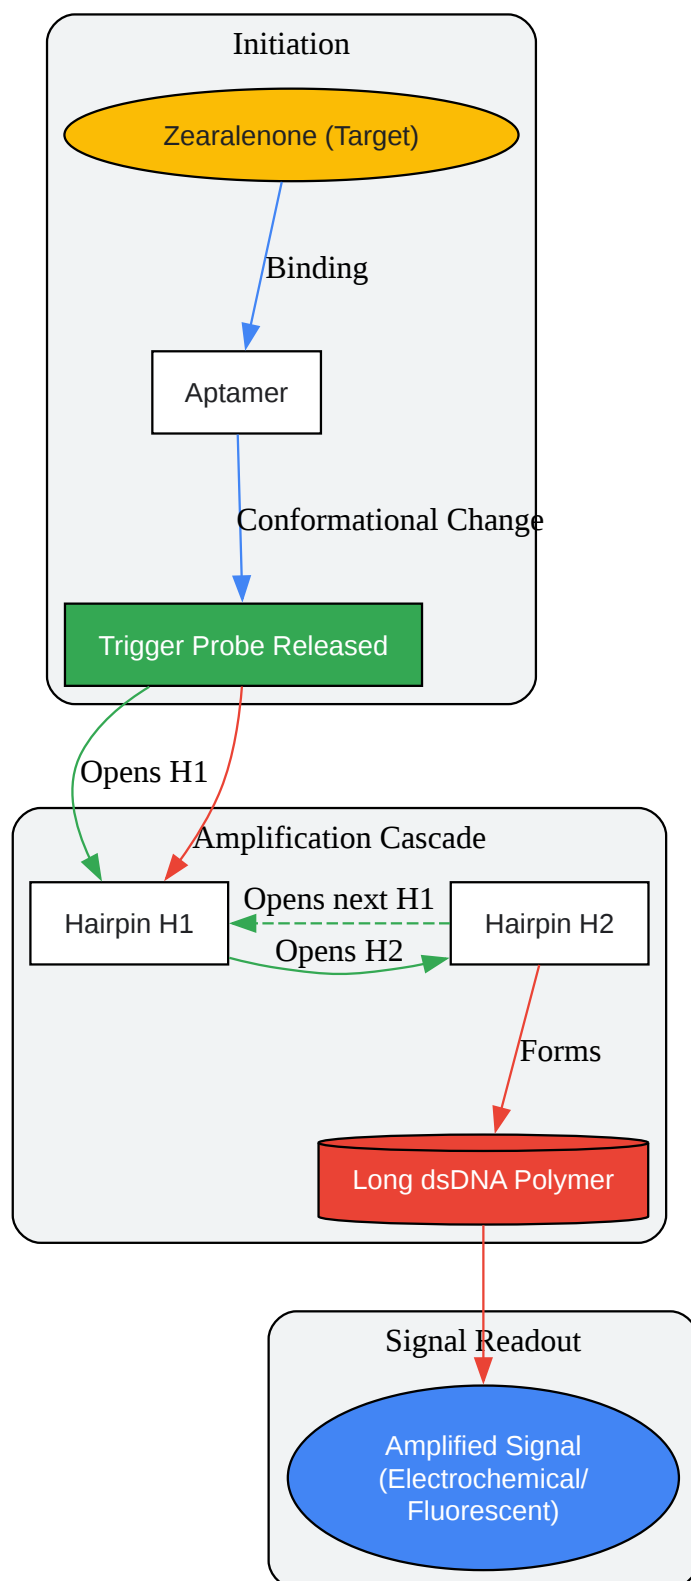 Initiation
Zearalenone (Target)
Binding
Aptamer
Conformational Change
Trigger Probe Released
Opens H1
Amplification Cascade
Opens next H1
Hairpin H1
Hairpin H2
Opens H2
Forms
Long dsDNA Polymer
Signal Readout
Amplified Signal
(Electrochemical/
Fluorescent)